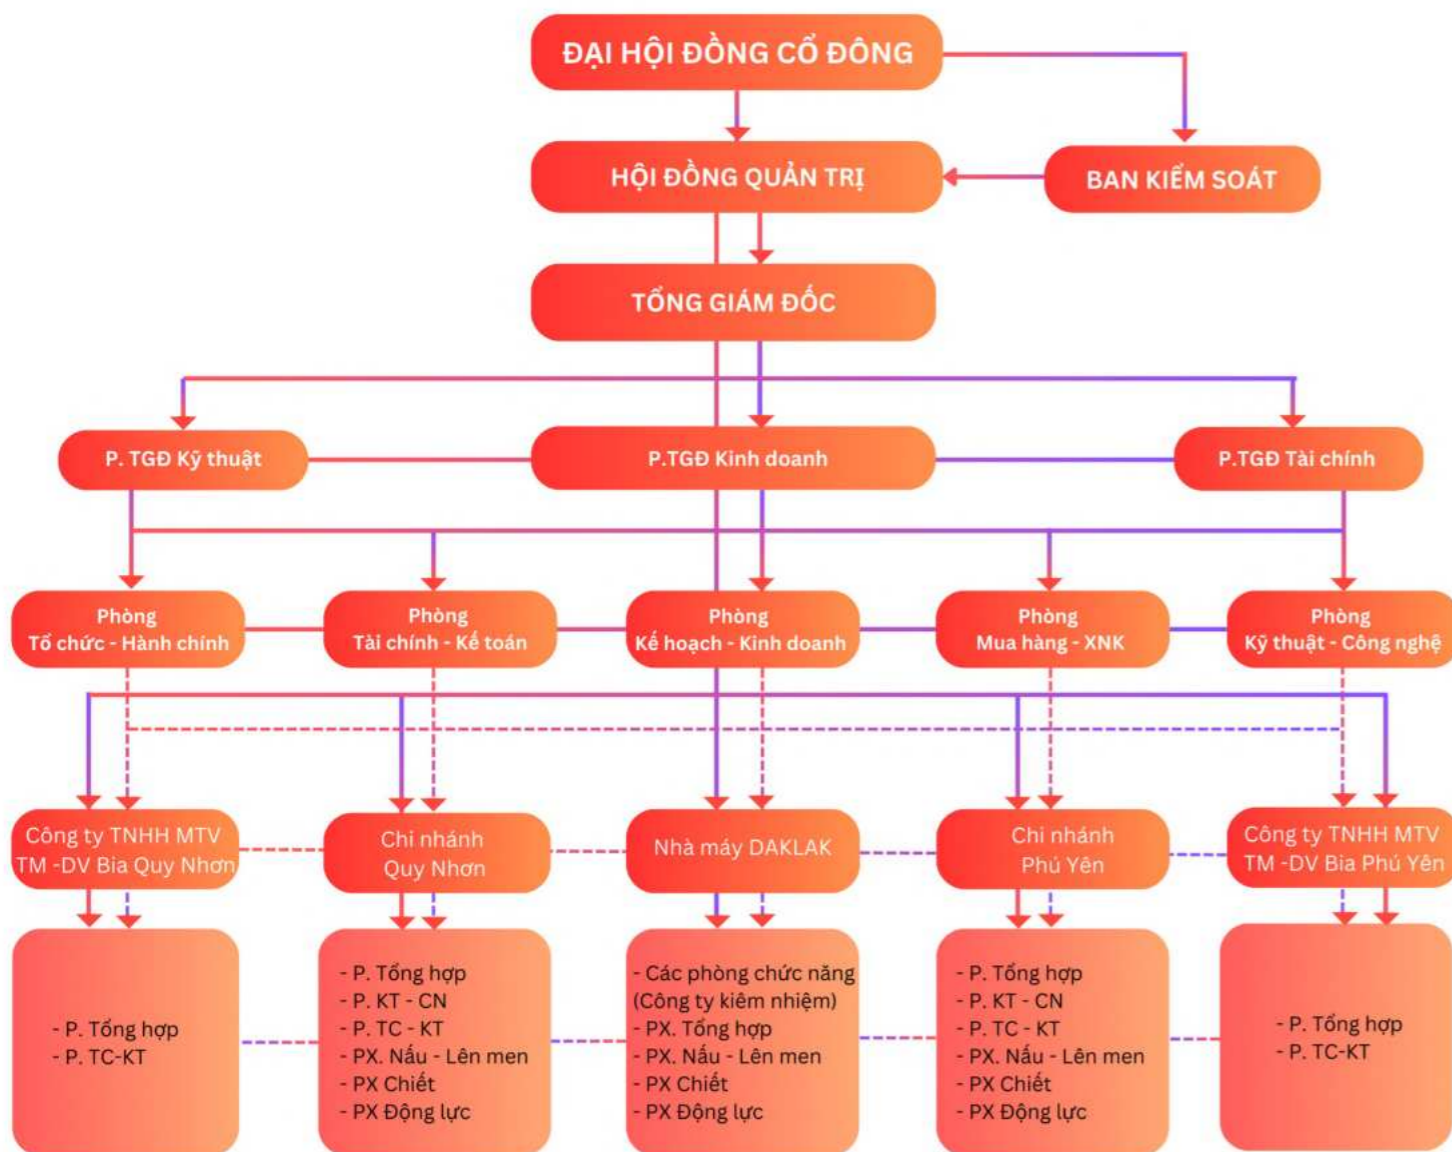 ĐẠI HỘI ĐỒNG CỔ ĐÔNG
HỘI ĐỒNG QUẢN TRỊ
BAN KIỂM SOÁT
TỔNG GIÁM ĐỐC
P. TGĐ Kỹ thuật
P.TGĐ Kinh doanh
P.TGĐ Tài chính
Phòng
Tổ chức - Hành chính
Phòng
Tài chính - Kế toán
Phòng
Kế hoạch - Kinh doanh
Phòng
Mua hàng - XNK
Phòng
Kỹ thuật - Công nghệ
Công ty TNHH MTV
TM -DV Bia Quy Nhơn
Chi nhánh
Quy Nhơn
Nhà máy DAKLAK
Chi nhánh
Phú Yên
Công ty TNHH MTV
TM -DV Bia Phú Yên
- P. Tổng hợp
- P. TC-KT
- P. Tổng hợp
- P. KT - CN
- P. TC - KT
- PX. Nấu - Lên men
- PX Chiết
- PX Động lực
- Các phòng chức năng
(Công ty kiêm nhiệm)
- PX. Tổng hợp
- PX. Nấu - Lên men
- PX Chiết
- PX Động lực
- P. Tổng hợp
- P. KT - CN
- P. TC - KT
- PX. Nấu - Lên men
- PX Chiết
- PX Động lực
- P. Tổng hợp
- P. TC-KT